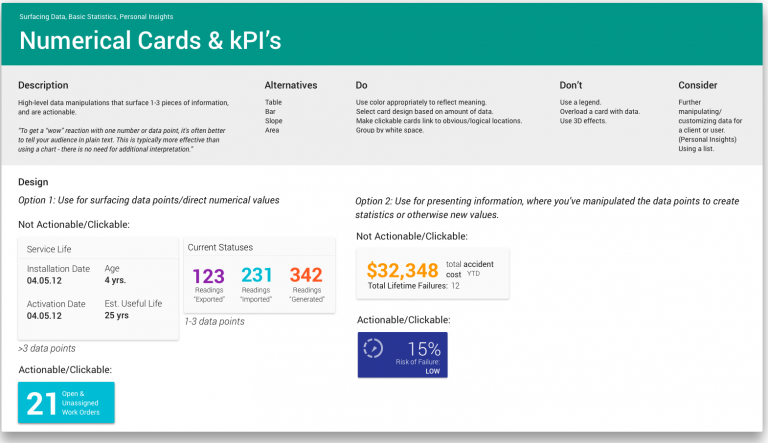 Surfacing Data, Basic Statistics, Personal Insights
Numerical Cards & kPI's
Description
High-level data manipulations that surface 1-3 pieces of information,
and are actionable.
"To get a "wow" reaction with one number or data point, it's often better
to tell your audience in plain text. This is typically more effective than
using a chart - there is no need for additional interpretation."
Alternatives
Table
Bar
Slope
Area
Do
Use color appropriately to reflect meaning.
Select card design based on amount of data.
Make clickable cards link to obvious/logical locations.
Group by white space.
Don't
Use a legend.
Overload a card with data.
Use 3D effects.
Consider
Further
manipulating/
customizing data for
a client or user.
(Personal Insights)
Using a list.
Design
Option 1: Use for surfacing data points/direct numerical values
Not Actionable/Clickable:
Service Life
Installation Date
04.05.12
Age
4 yrs.
Activation Date
04.05.12
Est. Useful Life
25 yrs
>3 data points
Current Statuses
123
Readings
"Exported"
231
Readings
"Imported"
342
Readings
"Generated"
1-3 data points
Actionable/Clickable:
21
Open &
Unassigned
Work Orders
Option 2: Use for presenting information, where you've manipulated the data points to create
statistics or otherwise new values.
Not Actionable/Clickable:
$32,348
total accident
cost YTD
Total Lifetime Failures: 12
Actionable/Clickable:
15%
Risk of Failure:
LOW